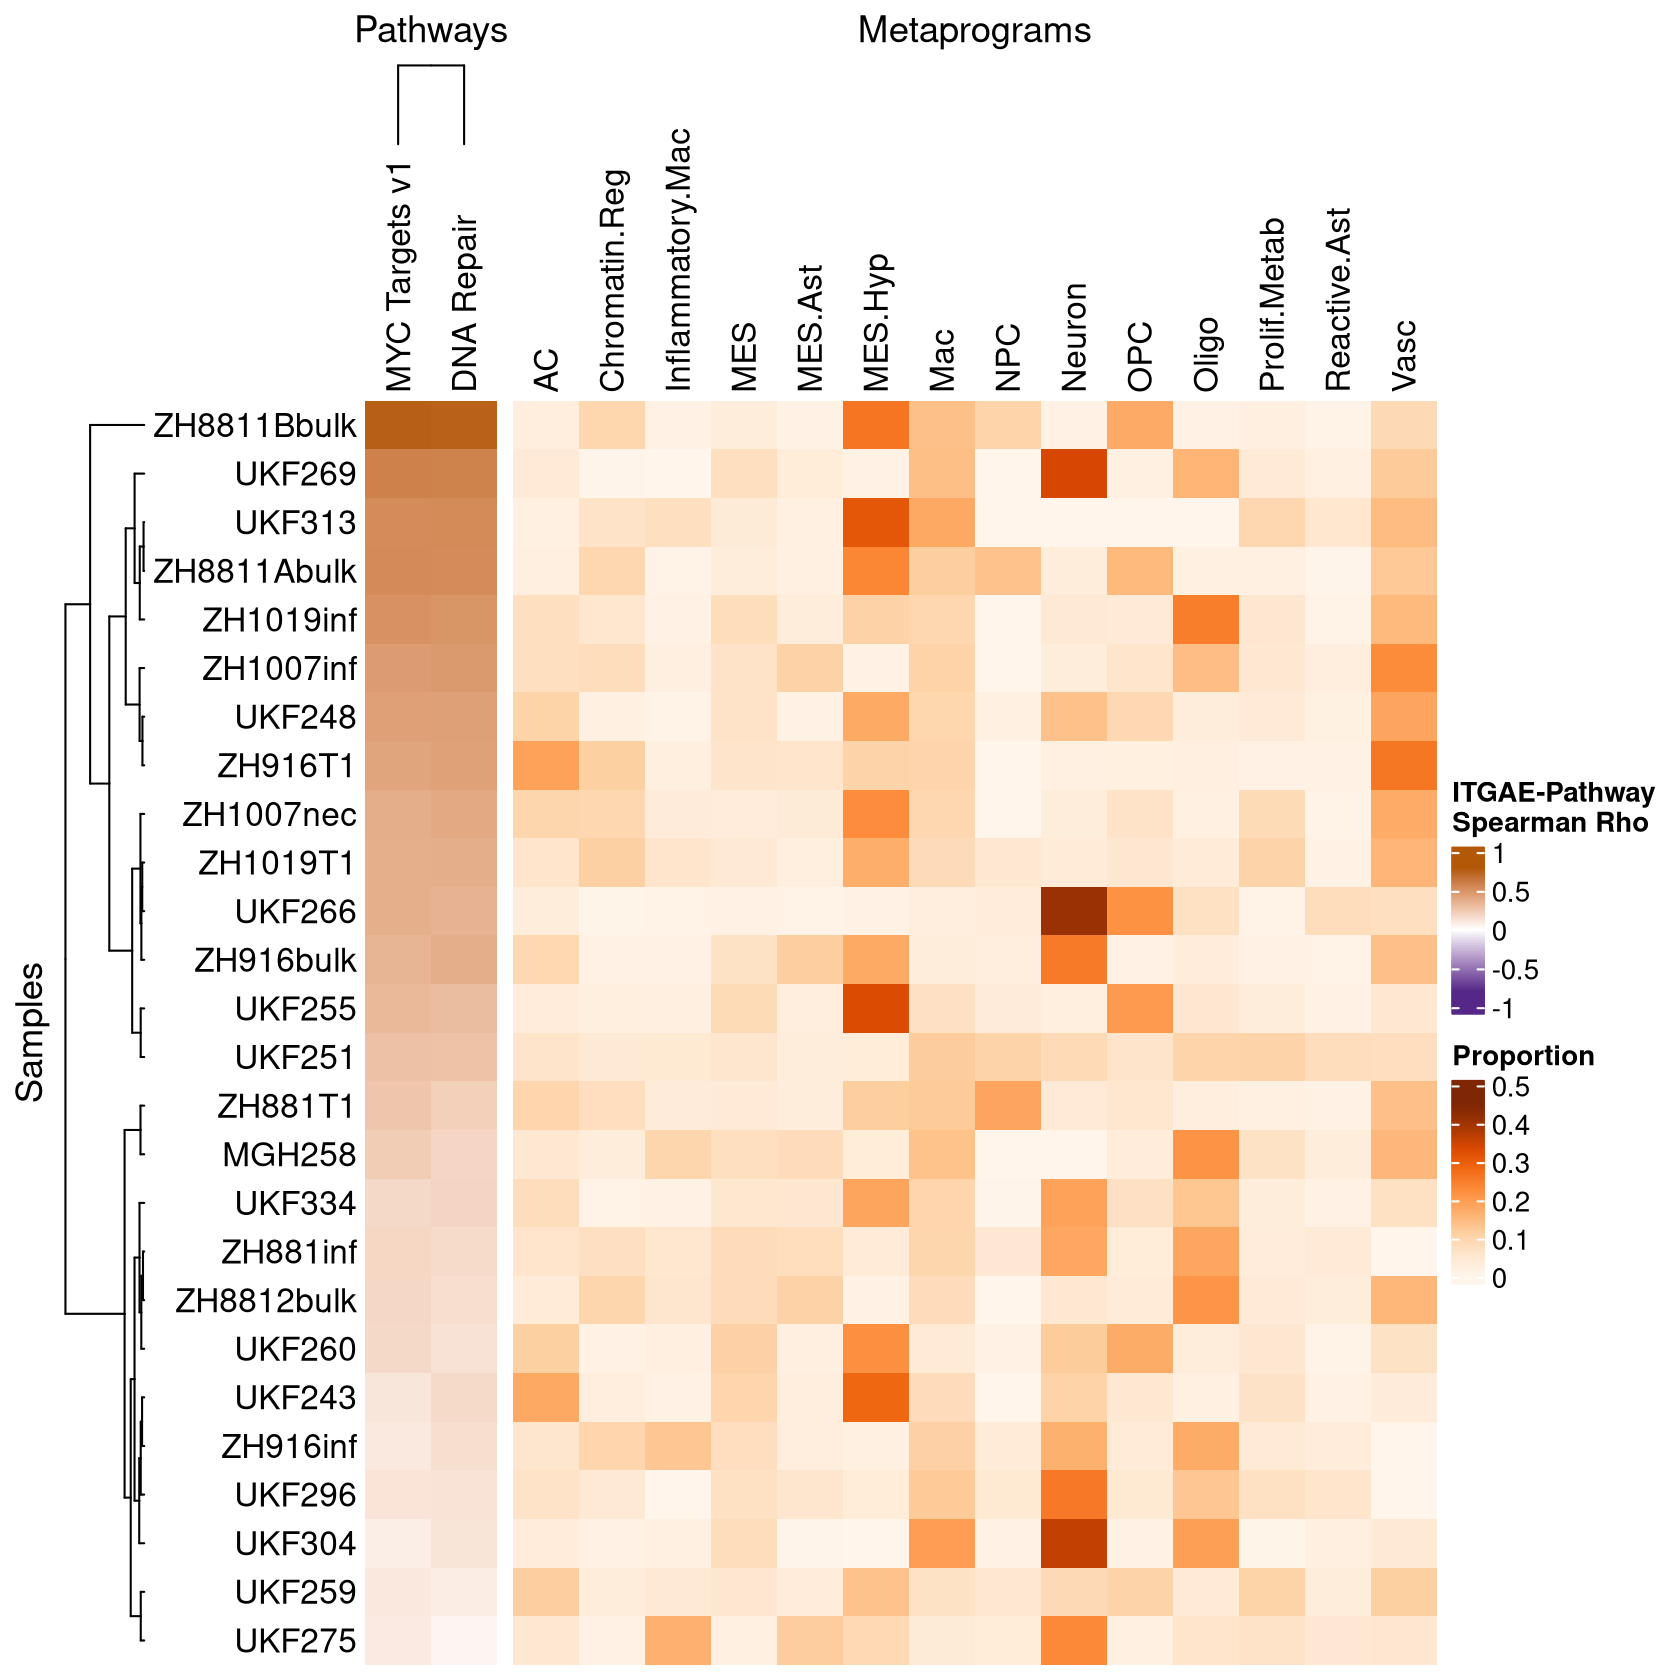 Pathways
Metaprograms
MYC Targets v1
DNA Repair
AC
Chromatin.Reg
Inflammatory.Mac
MES
MES.Ast
MES.Hyp
Mac
NPC
Neuron
OPC
Oligo
Prolif.Metab
Reactive.Ast
Vasc
Samples
ZH8811Bbulk
UKF269
UKF313
ZH8811Abulk
ZH1019inf
ZH1007inf
UKF248
ZH916T1
ZH1007nec
ZH1019T1
UKF266
ZH916bulk
UKF255
UKF251
ZH881T1
MGH258
UKF334
ZH881inf
ZH8812bulk
UKF260
UKF243
ZH916inf
UKF296
UKF304
UKF259
UKF275
ITGAE-Pathway
Spearman Rho
1
0.5
0
-0.5
-1
Proportion
0.5
0.4
0.3
0.2
0.1
0